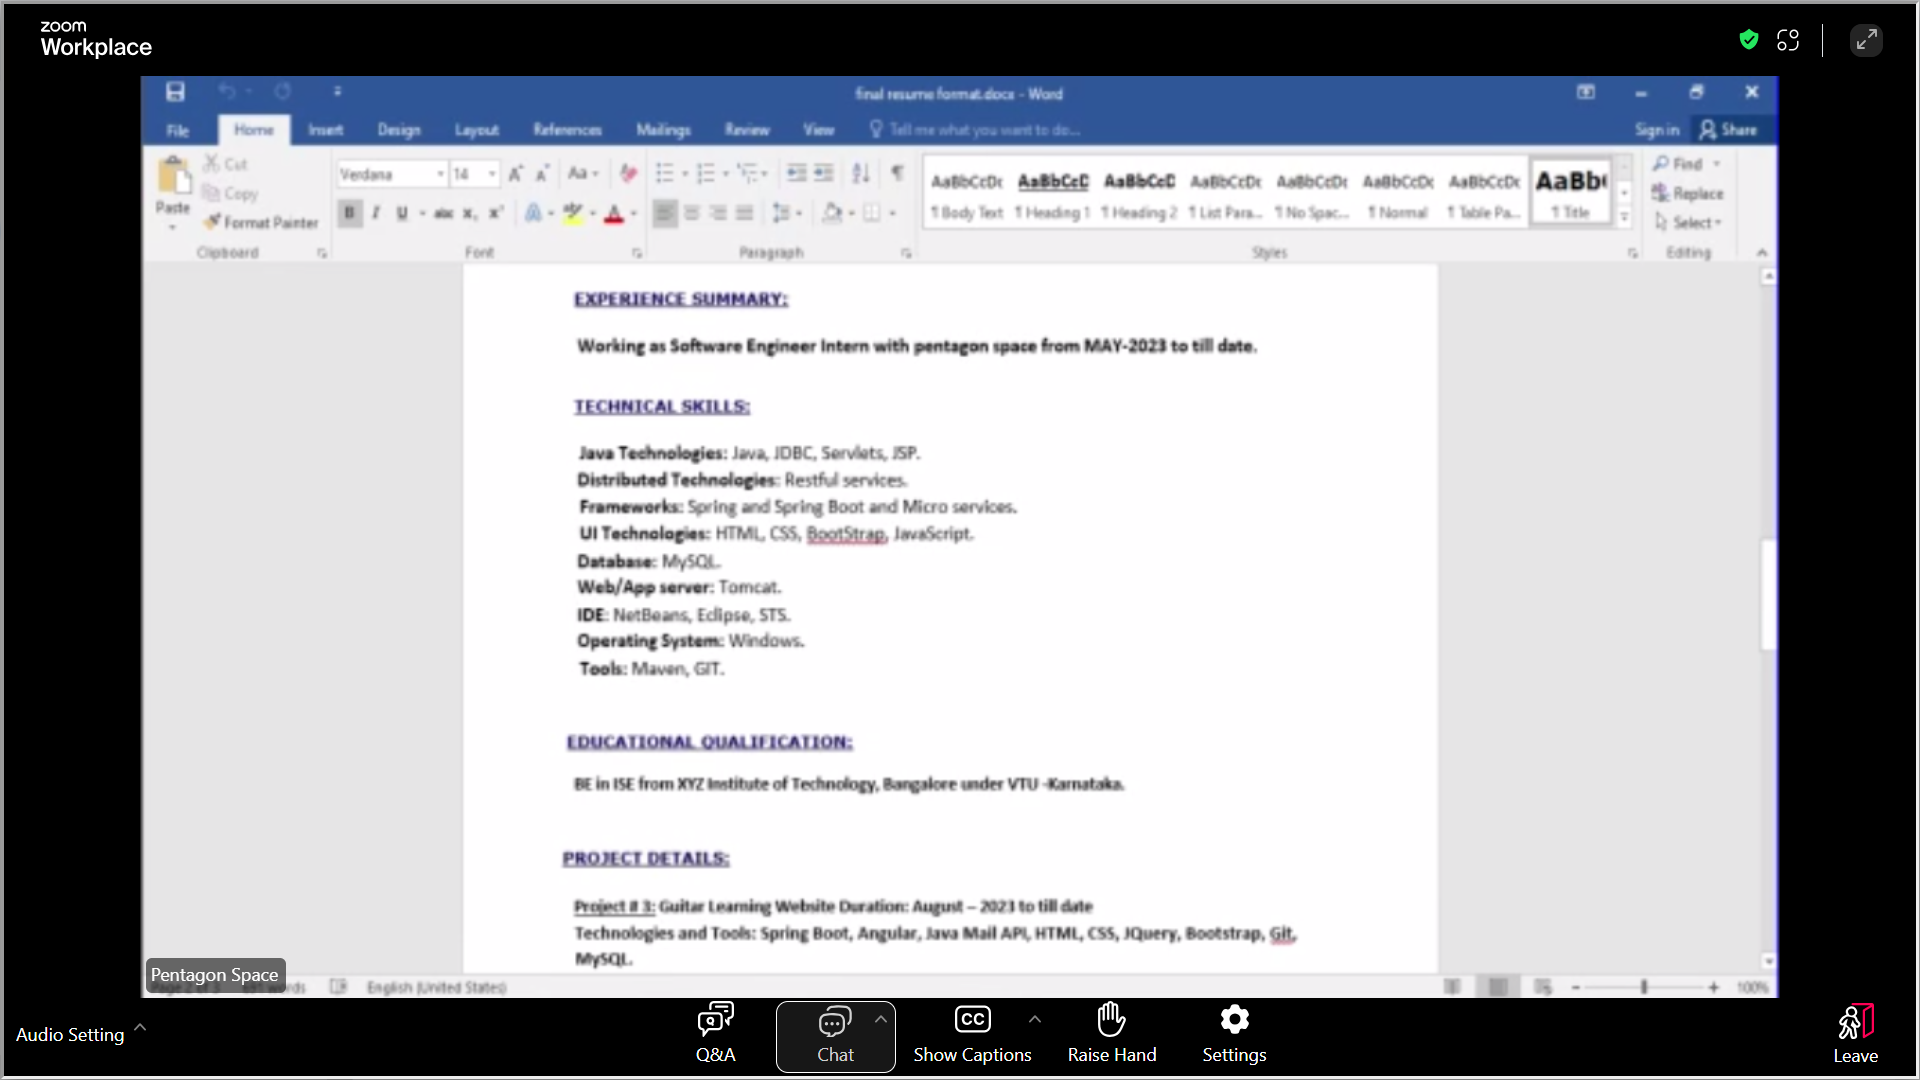 zoom
Workplace
final resume format.docx - Word
File Home Insert Design Layout References Mailings Review View Tell me what you want to do... Sign in Share
Paste
Cut
Copy
Format Painter
Clipboard
Verdana 14
Font
Paragraph
AaBbCcDc AaBbCcD AaBbCcD AaBbCcDc AaBbCcDc AaBbCcDc AaBbCcDc AaBb(
¶ Body Text ¶ Heading 1 ¶ Heading 2 ¶ List Para... ¶ No Spac... ¶ Normal ¶ Table Pa... ¶ Title
Styles
Find
Replace
Select
Editing
EXPERIENCE SUMMARY:
Working as Software Engineer Intern with pentagon space from MAY-2023 to till date.
TECHNICAL SKILLS:
Java Technologies: Java, JDBC, Servlets, JSP.
Distributed Technologies: Restful services.
Frameworks: Spring and Spring Boot and Micro services.
UI Technologies: HTML, CSS, BootStrap, JavaScript.
Database: MySQL.
Web/App server: Tomcat.
IDE: NetBeans, Eclipse, STS.
Operating System: Windows.
Tools: Maven, GIT.
EDUCATIONAL QUALIFICATION:
BE in ISE from XYZ Institute of Technology, Bangalore under VTU -Karnataka.
PROJECT DETAILS:
Project # 3: Guitar Learning Website Duration: August – 2023 to till date
Technologies and Tools: Spring Boot, Angular, Java Mail API, HTML, CSS, JQuery, Bootstrap, Git,
MySQL.
Pentagon Space
words English (United States) 100%
Audio Setting
Q&A
Chat
CC
Show Captions
Raise Hand
Settings
Leave